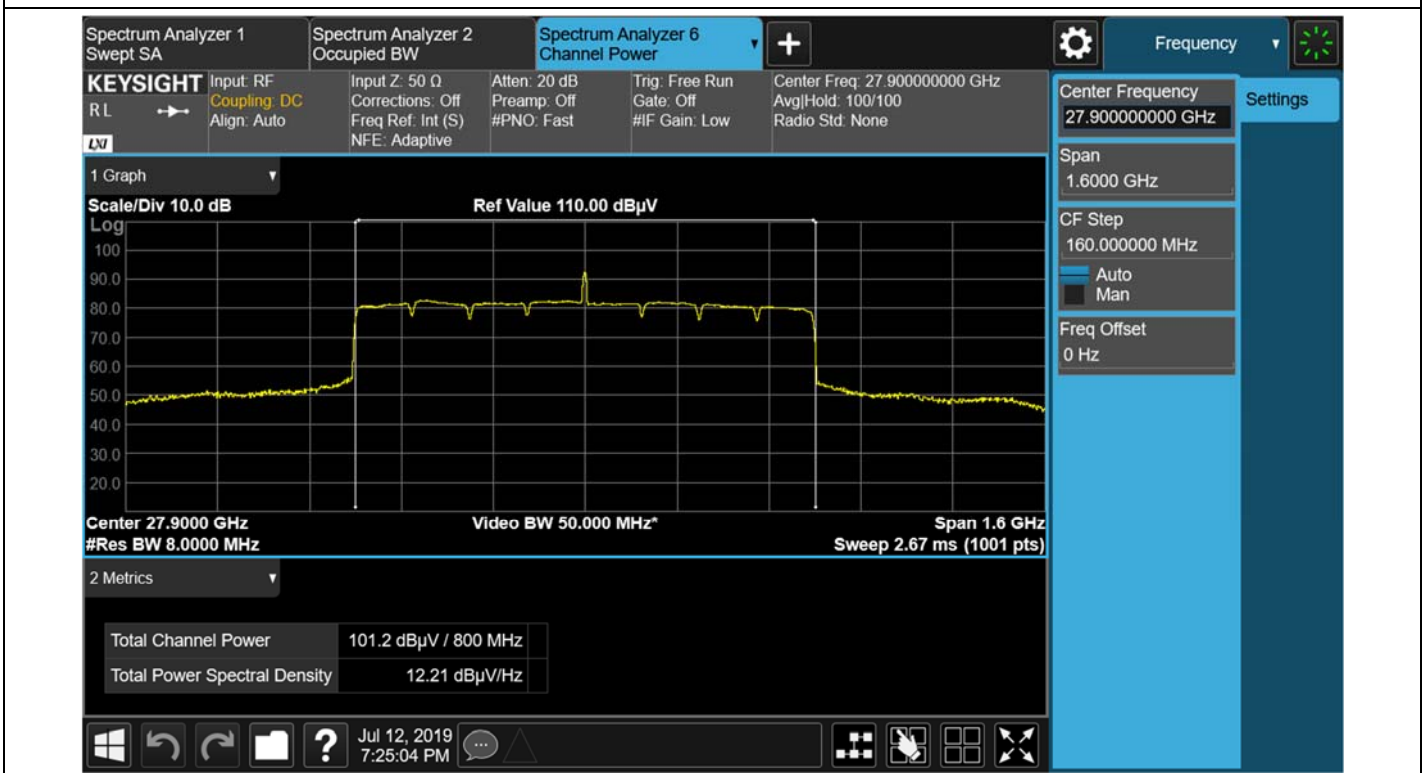 Spectrum Analyzer 1
Swept SA
Spectrum Analyzer 2
Occupied BW
Spectrum Analyzer 6
Channel Power
Frequency
KEYSIGHT
R L
LXI
Input: RF
Coupling: DC
Align: Auto
Input Z: 50 Ω
Corrections: Off
Freq Ref: Int (S)
NFE: Adaptive
Atten: 20 dB
Preamp: Off
#PNO: Fast
Trig: Free Run
Gate: Off
#IF Gain: Low
Center Freq: 27.900000000 GHz
Avg|Hold: 100/100
Radio Std: None
Center Frequency
27.900000000 GHz
Settings
Span
1.6000 GHz
CF Step
160.000000 MHz
Auto
Man
Freq Offset
0 Hz
1 Graph
Scale/Div 10.0 dB
Ref Value 110.00 dBµV
Log
100
90.0
80.0
70.0
60.0
50.0
40.0
30.0
20.0
Center 27.9000 GHz
Video BW 50.000 MHz*
Span 1.6 GHz
#Res BW 8.0000 MHz
Sweep 2.67 ms (1001 pts)
2 Metrics
Total Channel Power 101.2 dBµV / 800 MHz
Total Power Spectral Density 12.21 dBµV/Hz
?
Jul 12, 2019
7:25:04 PM